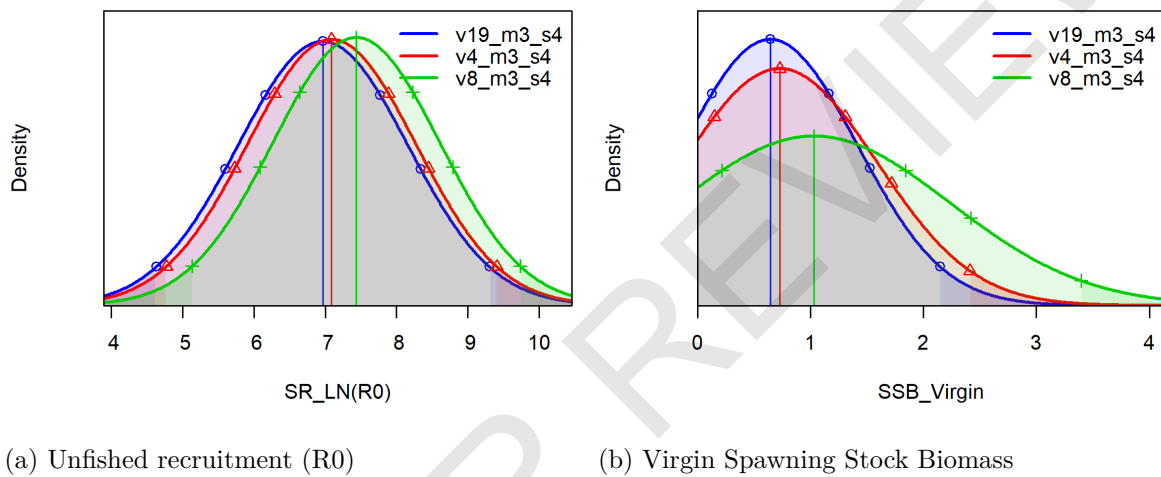 v19_m3_s4
v4_m3_s4
v8_m3_s4
Density
4 5 6 7 8 9 10
SR_LN(R0)
(a) Unfished recruitment (R0)
v19_m3_s4
v4_m3_s4
v8_m3_s4
Density
0 1 2 3 4
SSB_Virgin
(b) Virgin Spawning Stock Biomass